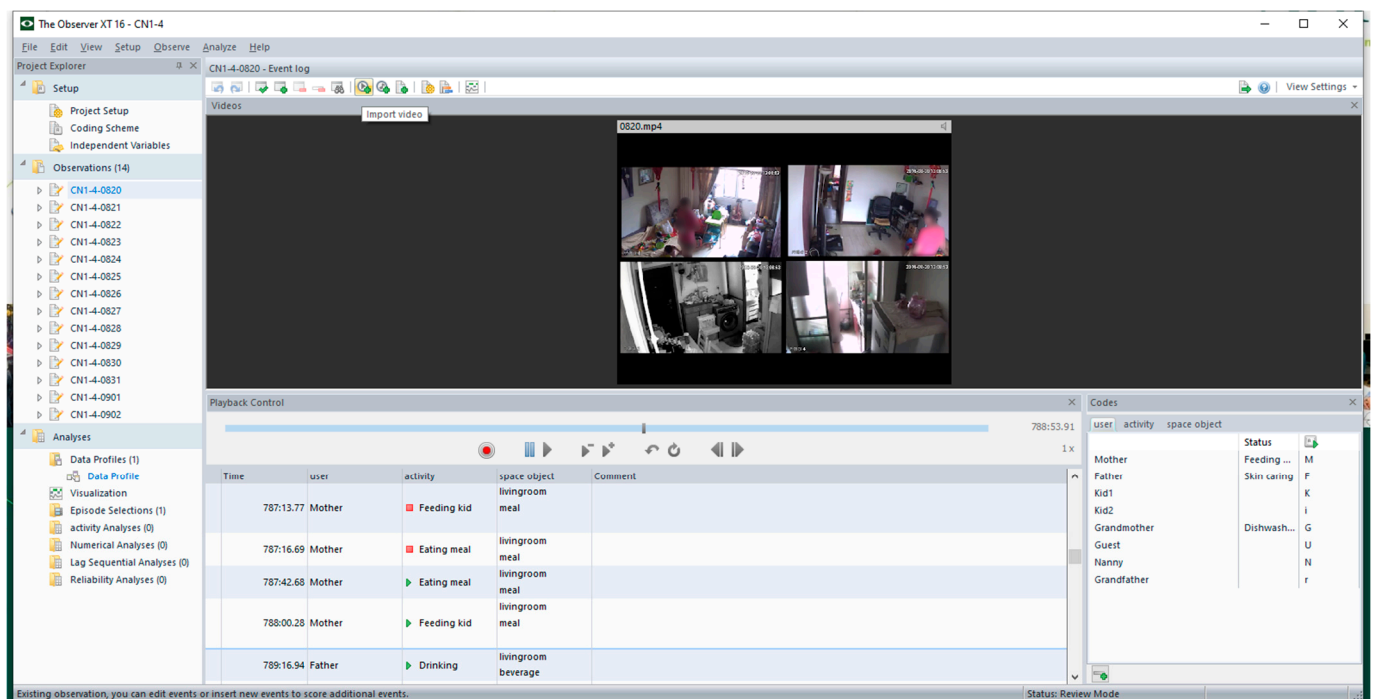 The Observer XT 16 - CN1-4
File Edit View Setup Observe Analyze Help
Project Explorer
CN1-4-0820 - Event log
Setup
View Settings
Import video
Videos
Project Setup
Coding Scheme
Independent Variables
Observations (14)
CN1-4-0820
CN1-4-0821
CN1-4-0822
CN1-4-0823
CN1-4-0824
CN1-4-0825
CN1-4-0826
CN1-4-0827
CN1-4-0828
CN1-4-0829
CN1-4-0830
CN1-4-0831
CN1-4-0901
CN1-4-0902
Analyses
Data Profiles (1)
Data Profile
Visualization
Episode Selections (1)
activity Analyses (0)
Numerical Analyses (0)
Lag Sequential Analyses (0)
Reliability Analyses (0)
0820.mp4
Playback Control
788:53.91
1 x
Time user activity space object Comment
livingroom
787:13.77 Mother Feeding kid meal
livingroom
787:16.69 Mother Eating meal
meal
livingroom
787:42.68 Mother Eating meal
meal
livingroom
788:00.28 Mother Feeding kid meal
livingroom
789:16.94 Father Drinking
beverage
Codes
user activity space object
Status
Mother Feeding ... M
Father Skin caring F
Kid1 K
Kid2 i
Grandmother Dishwash... G
Guest U
Nanny N
Grandfather r
Existing observation, you can edit events or insert new events to score additional events.
Status: Review Mode